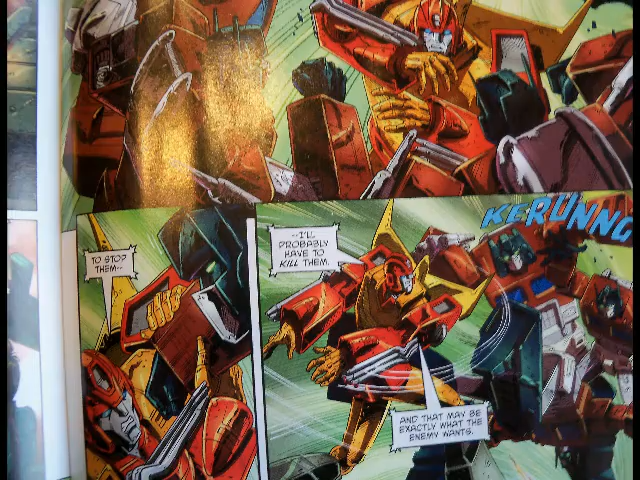 TO STOP
THEM--
--I'LL
PROBABLY
HAVE TO
KILL THEM.
KERUNNG
AND THAT MAY BE
EXACTLY WHAT THE
ENEMY WANTS.